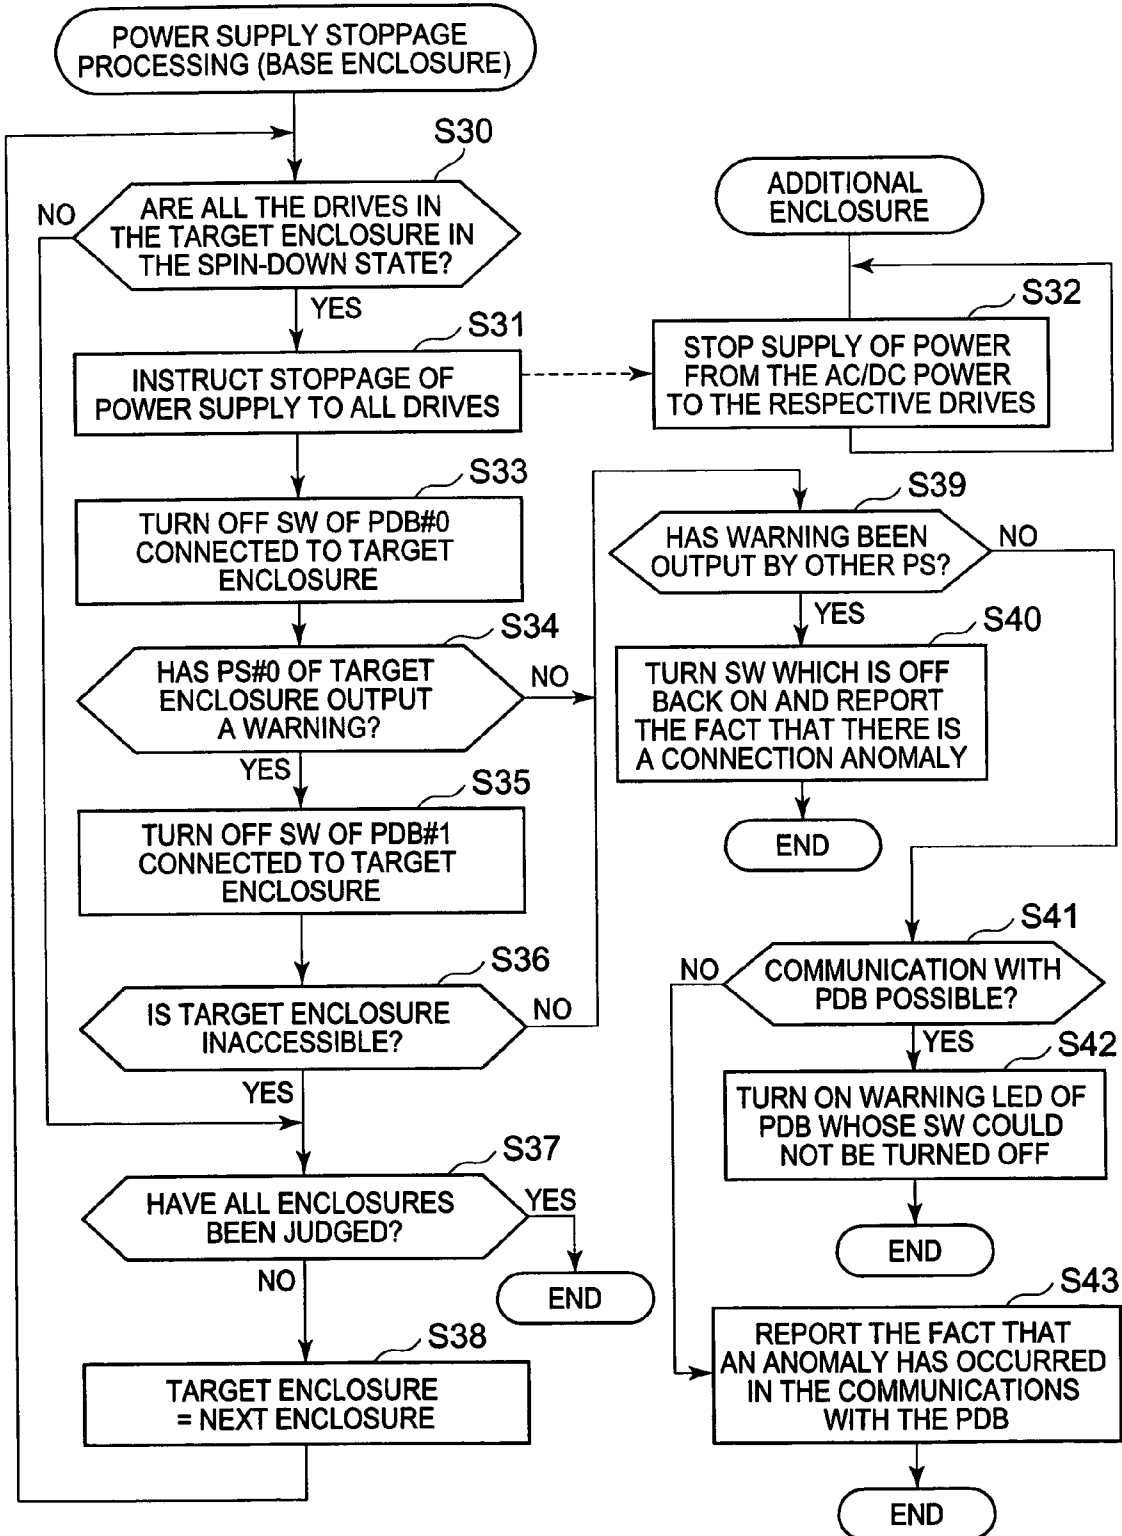 POWER SUPPLY STOPPAGE
PROCESSING (BASE ENCLOSURE)
S30
ARE ALL THE DRIVES IN
THE TARGET ENCLOSURE IN
THE SPIN-DOWN STATE?
NO
YES
S31
INSTRUCT STOPPAGE OF
POWER SUPPLY TO ALL DRIVES
S33
TURN OFF SW OF PDB#0
CONNECTED TO TARGET
ENCLOSURE
S34
HAS PS#0 OF TARGET
ENCLOSURE OUTPUT
A WARNING?
NO
YES
S35
TURN OFF SW OF PDB#1
CONNECTED TO TARGET
ENCLOSURE
S36
IS TARGET ENCLOSURE
INACCESSIBLE?
NO
YES
S37
HAVE ALL ENCLOSURES
BEEN JUDGED?
YES
END
NO
S38
TARGET ENCLOSURE
= NEXT ENCLOSURE
ADDITIONAL
ENCLOSURE
S32
STOP SUPPLY OF POWER
FROM THE AC/DC POWER
TO THE RESPECTIVE DRIVES
S39
HAS WARNING BEEN
OUTPUT BY OTHER PS?
NO
YES
S40
TURN SW WHICH IS OFF
BACK ON AND REPORT
THE FACT THAT THERE IS
A CONNECTION ANOMALY
END
S41
COMMUNICATION WITH
PDB POSSIBLE?
NO
YES
S42
TURN ON WARNING LED OF
PDB WHOSE SW COULD
NOT BE TURNED OFF
END
S43
REPORT THE FACT THAT
AN ANOMALY HAS OCCURRED
IN THE COMMUNICATIONS
WITH THE PDB
END